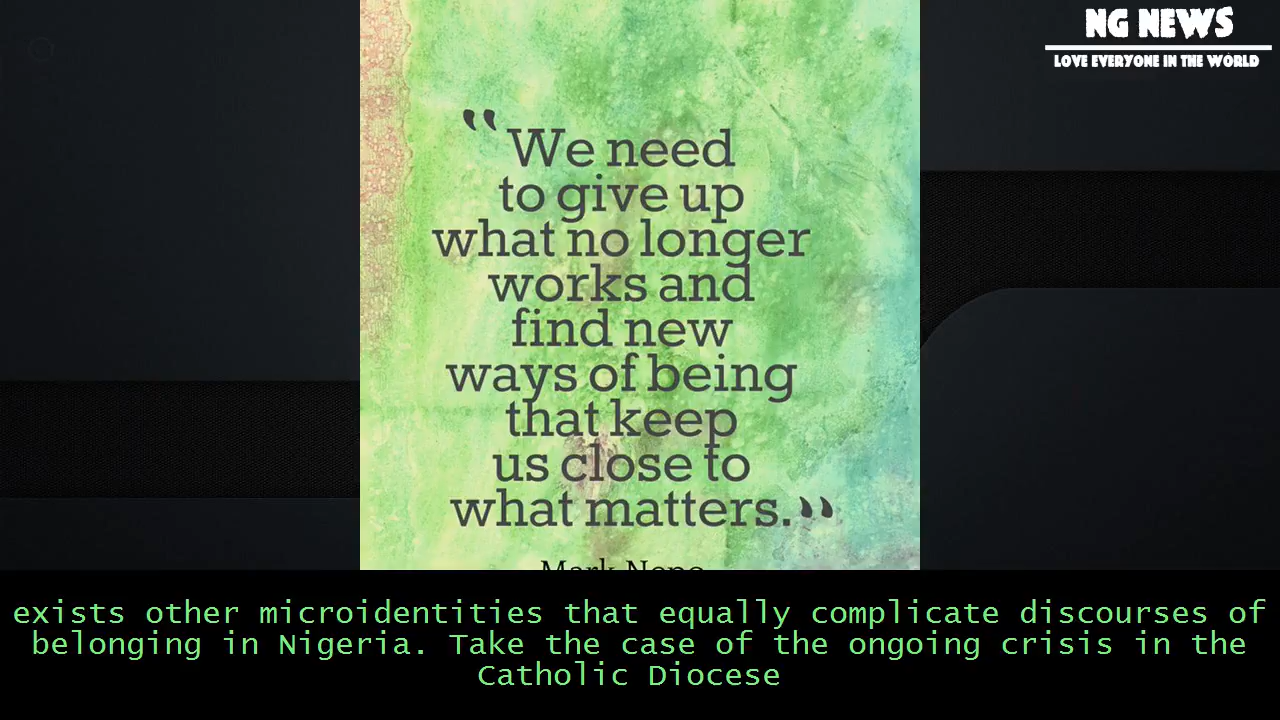 NG NEWS
LOVE EVERYONE IN THE WORLD
"We need
to give up
what no longer
works and
find new
ways of being
that keep
us close to
what matters."
Mark Nepo
exists other microidentities that equally complicate discourses of
belonging in Nigeria. Take the case of the ongoing crisis in the
Catholic Diocese